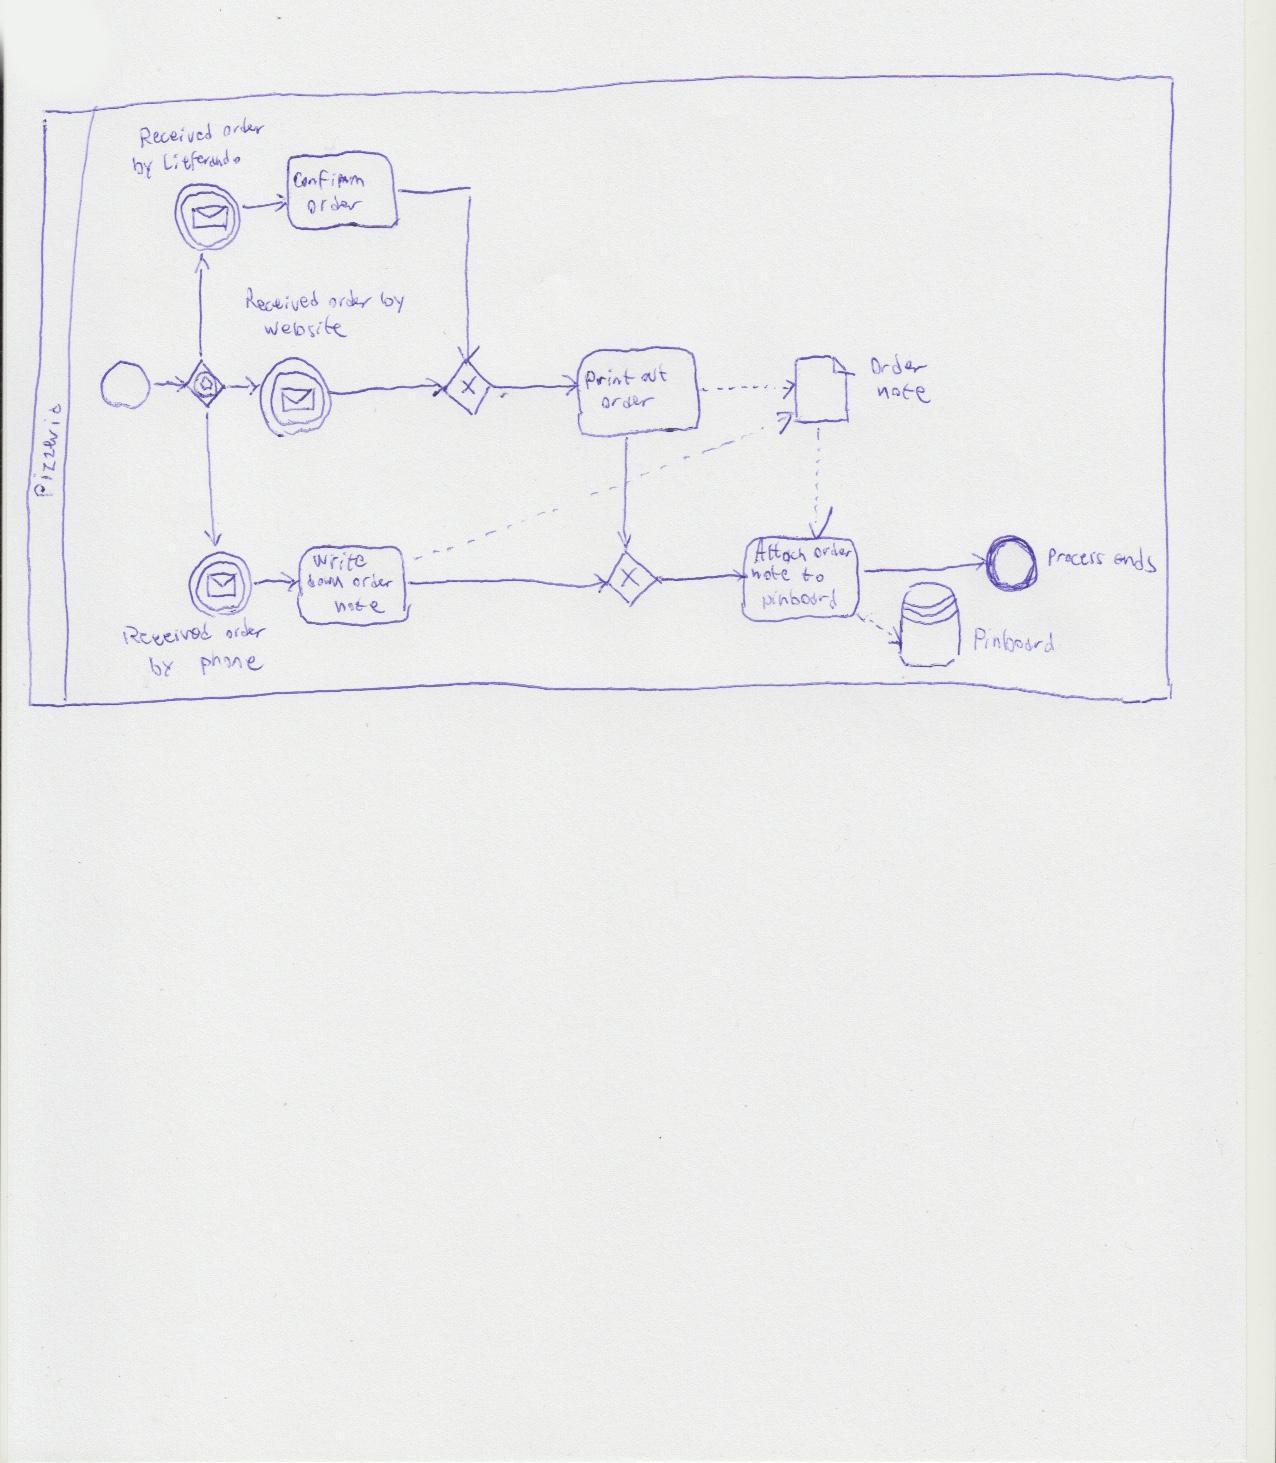 Received order
by Litferando
Confirm
order
Received order by
website
Print out
order
Order
note
Pizzeria
Write
down order
note
Attach order
note to
pinboard
Process ends
Received order
by phone
Pinboard